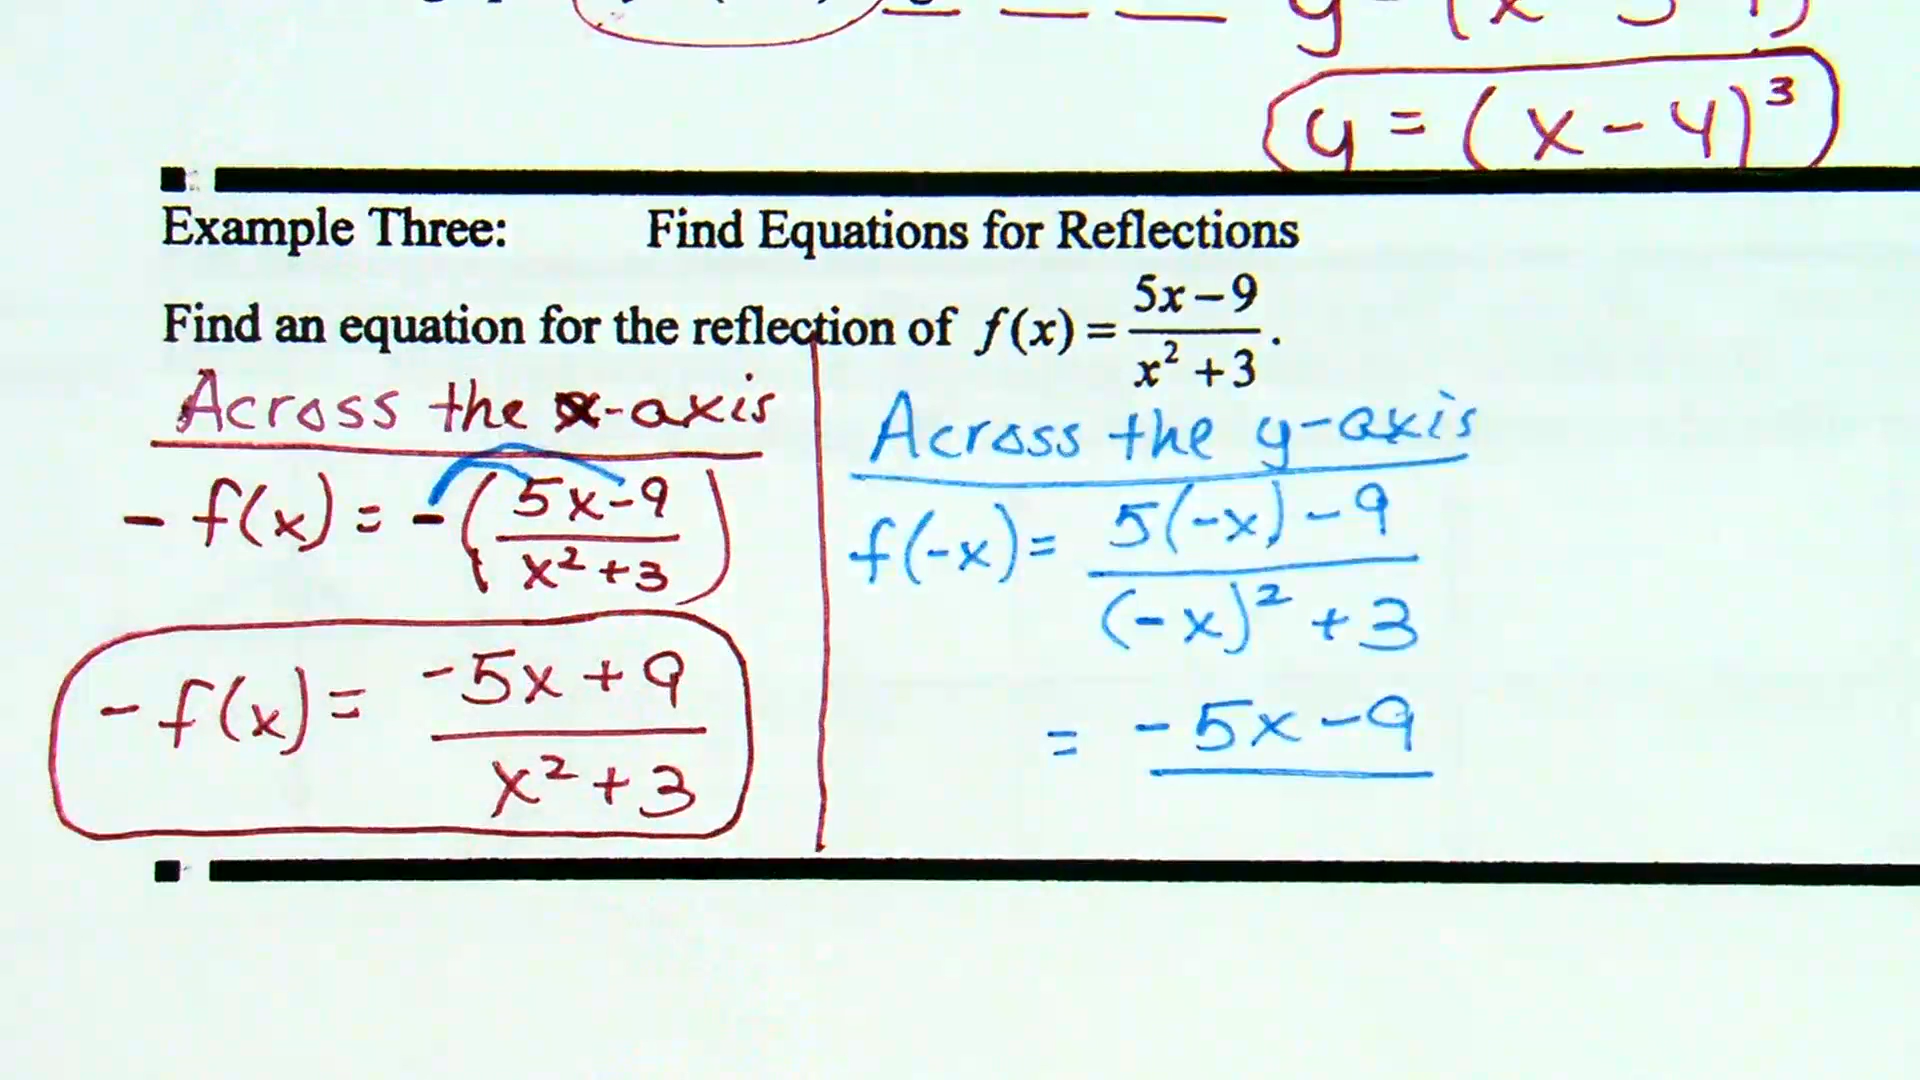 y = (x - 4)³
Example Three: Find Equations for Reflections
Find an equation for the reflection of f(x) = (5x − 9)/(x² + 3).
Across the x-axis
-f(x) = -((5x-9)/(x²+3))
-f(x) = (-5x+9)/(x²+3)
Across the y-axis
f(-x) = (5(-x)-9)/((-x)²+3)
= -5x-9